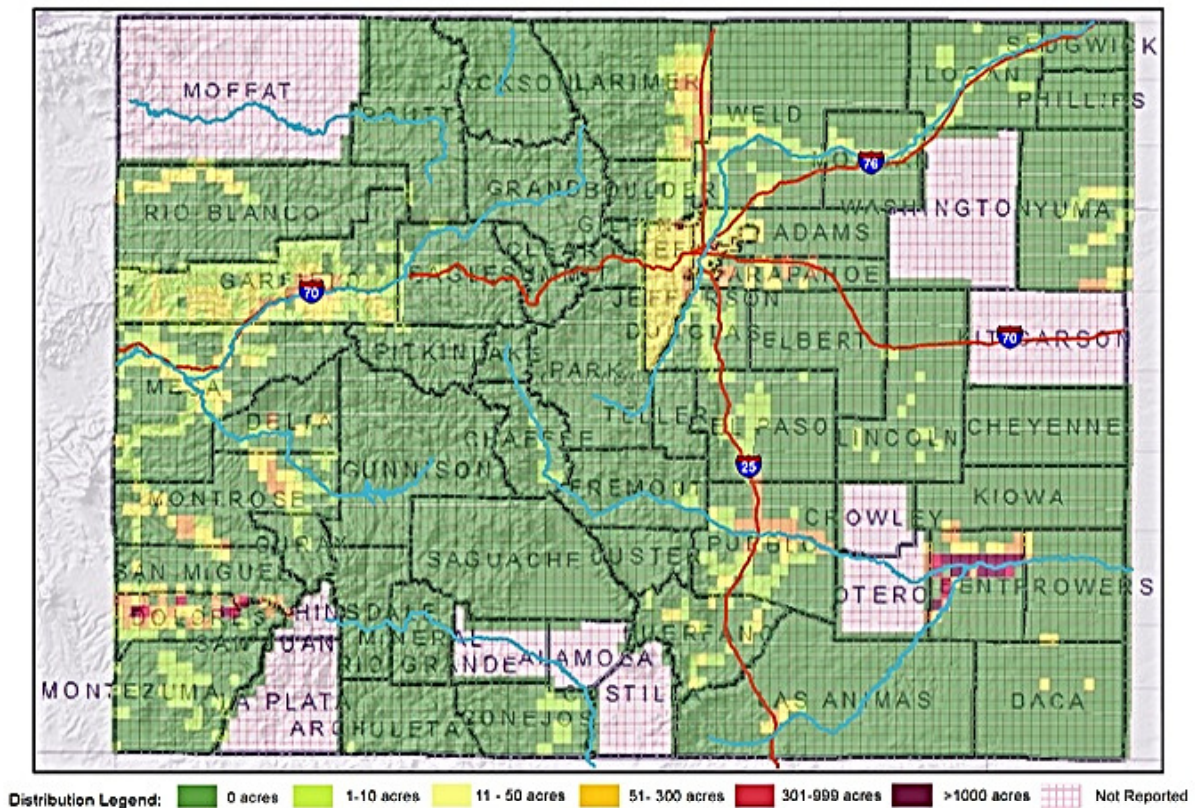 SEDGWICK
JACKSON LARIMER
LOGAN
MOFFAT
PHILLIPS
ROUTT
WELD
76
GRAND BOULDER
RIO BLANCO
WASHINGTON YUMA
ADAMS
GARFIELD
ARAPAHOE
70
JEFFERSON
DOUGLAS
ELBERT
70
KIT CARSON
PITKIN LAKE
PARK
MESA
TELLER
DELTA
EL PASO
LINCOLN
CHEYENNE
CHAFFEE
GUNNISON
25
FREMONT
MONTROSE
KIOWA
CROWLEY
OURAY
PUEBLO
SAGUACHE
CUSTER
SAN MIGUEL
OTERO
BENT PROWERS
DOLORES
HINSDALE
SAN JUAN
MINERAL
RIO GRANDE
ALAMOSA
MONTEZUMA
LA PLATA
COSTIL
LAS ANIMAS
BACA
ARCHULETA
CONEJOS
Distribution Legend:
0 acres
1-10 acres
11 - 50 acres
51- 300 acres
301-999 acres
>1000 acres
Not Reported